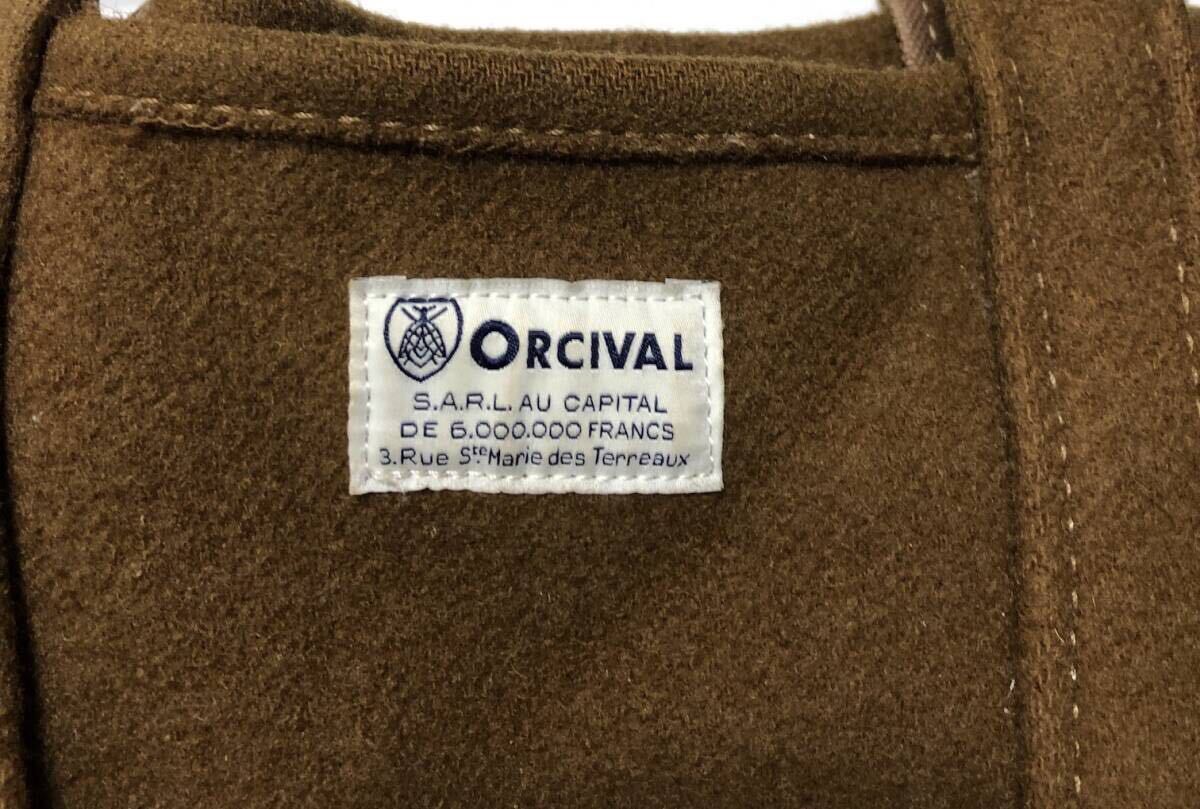 ORCIVAL
S.A.R.L. AU CAPITAL
DE 6.000.000 FRANCS
3.Rue Ste Marie des Terreaux